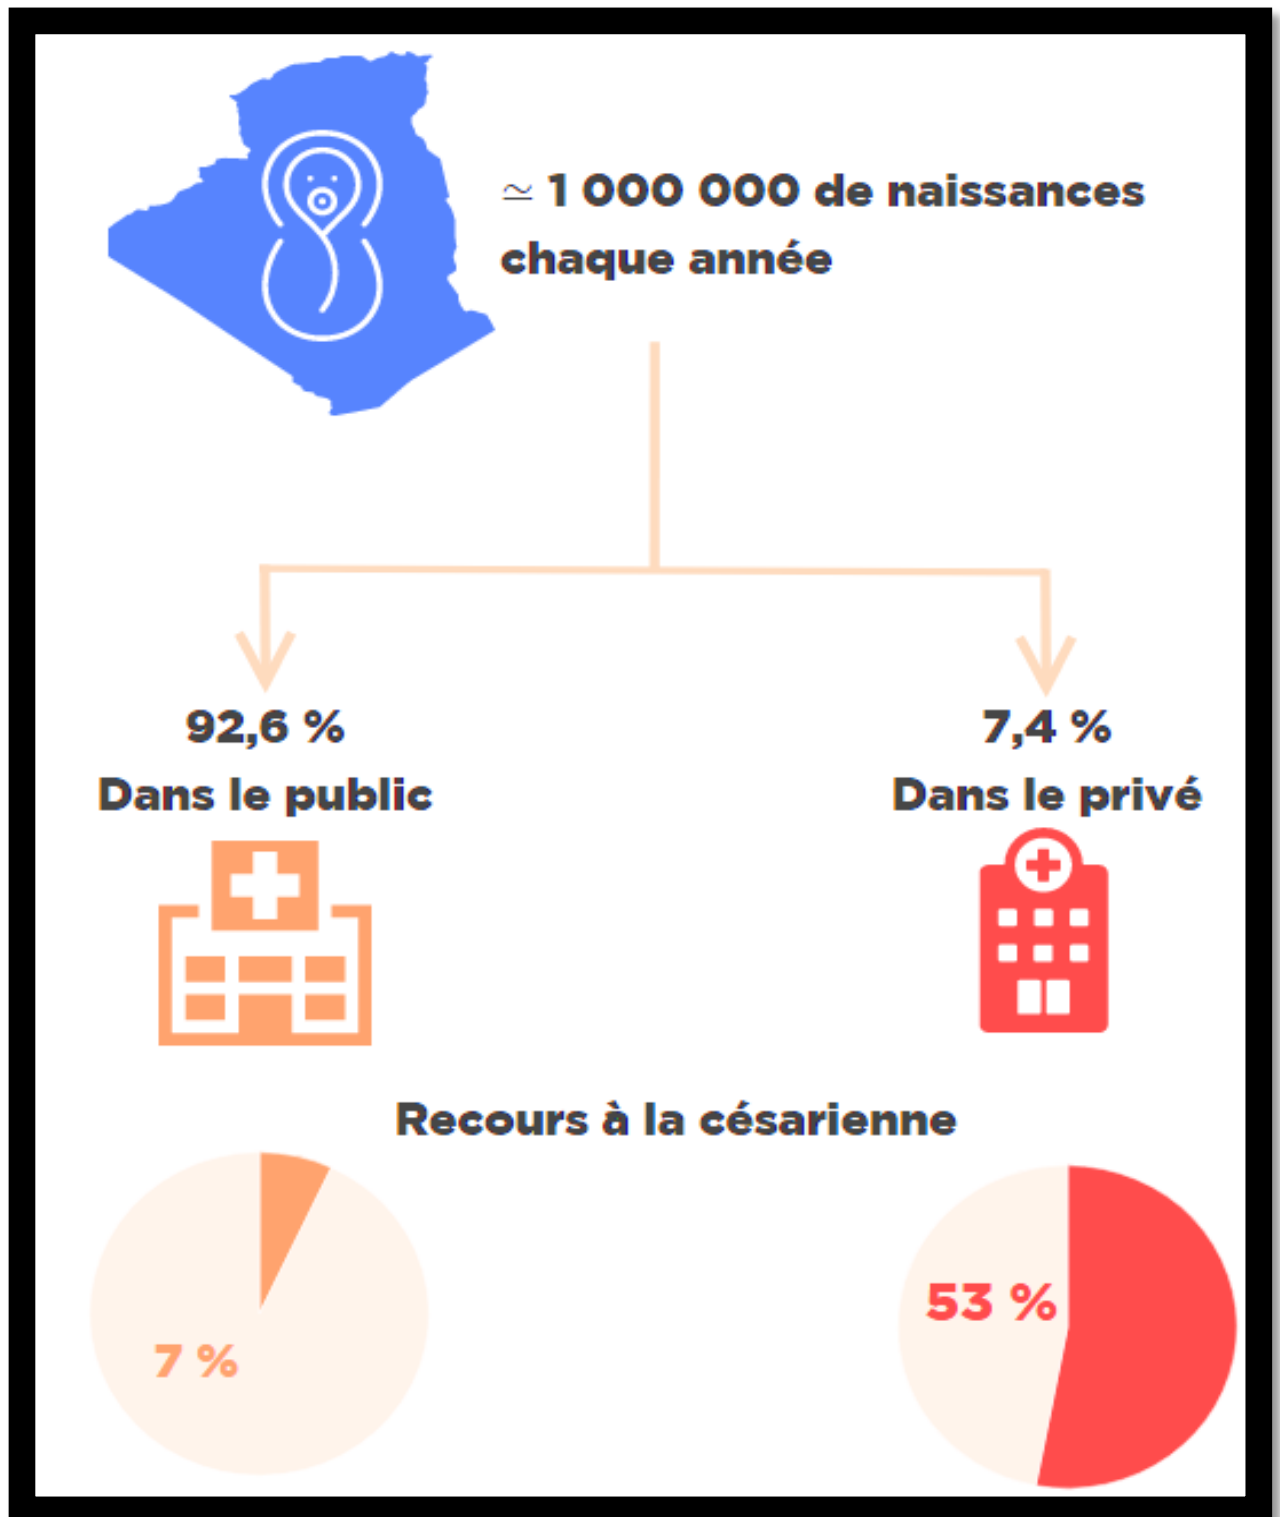 ≃ 1 000 000 de naissances
chaque année
92,6 %
Dans le public
7,4 %
Dans le privé
Recours à la césarienne
7 %
53 %